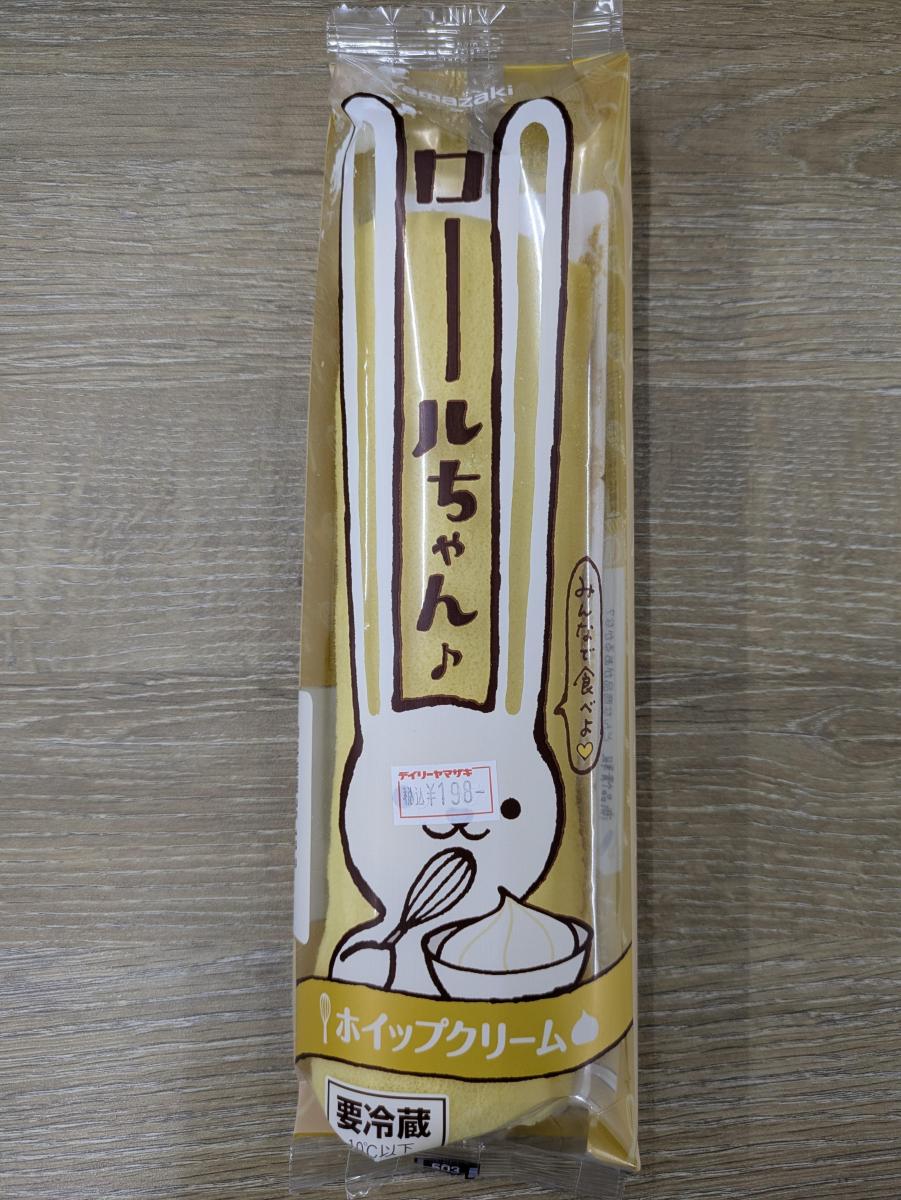 Yamazaki
ロールちゃん♪
みんなで食べよ♡
デイリーヤマザキ
税込¥198-
ホイップクリーム
要冷蔵
10℃以下
503